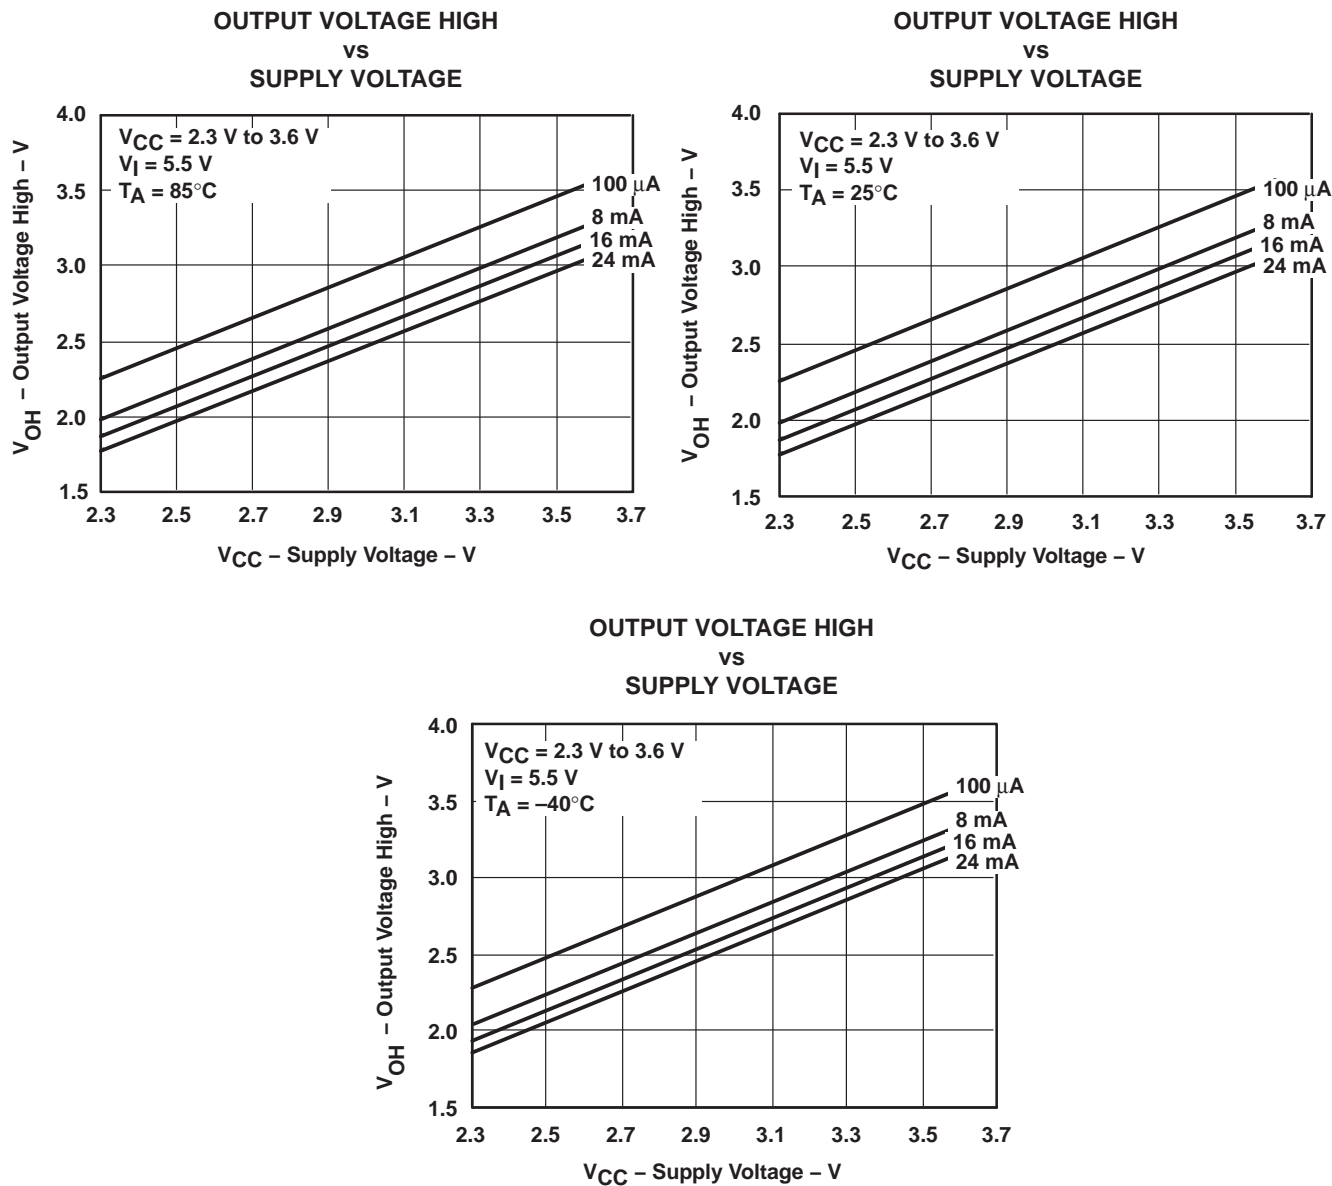 OUTPUT VOLTAGE HIGH
vs
SUPPLY VOLTAGE
4.0
3.5
3.0
2.5
2.0
1.5
VOH – Output Voltage High – V
VCC = 2.3 V to 3.6 V
VI = 5.5 V
TA = 85°C
100 µA
8 mA
16 mA
24 mA
2.3 2.5 2.7 2.9 3.1 3.3 3.5 3.7
VCC – Supply Voltage – V
OUTPUT VOLTAGE HIGH
vs
SUPPLY VOLTAGE
4.0
3.5
3.0
2.5
2.0
1.5
VOH – Output Voltage High – V
VCC = 2.3 V to 3.6 V
VI = 5.5 V
TA = 25°C
100 µA
8 mA
16 mA
24 mA
2.3 2.5 2.7 2.9 3.1 3.3 3.5 3.7
VCC – Supply Voltage – V
OUTPUT VOLTAGE HIGH
vs
SUPPLY VOLTAGE
4.0
3.5
3.0
2.5
2.0
1.5
VOH – Output Voltage High – V
VCC = 2.3 V to 3.6 V
VI = 5.5 V
TA = –40°C
100 µA
8 mA
16 mA
24 mA
2.3 2.5 2.7 2.9 3.1 3.3 3.5 3.7
VCC – Supply Voltage – V